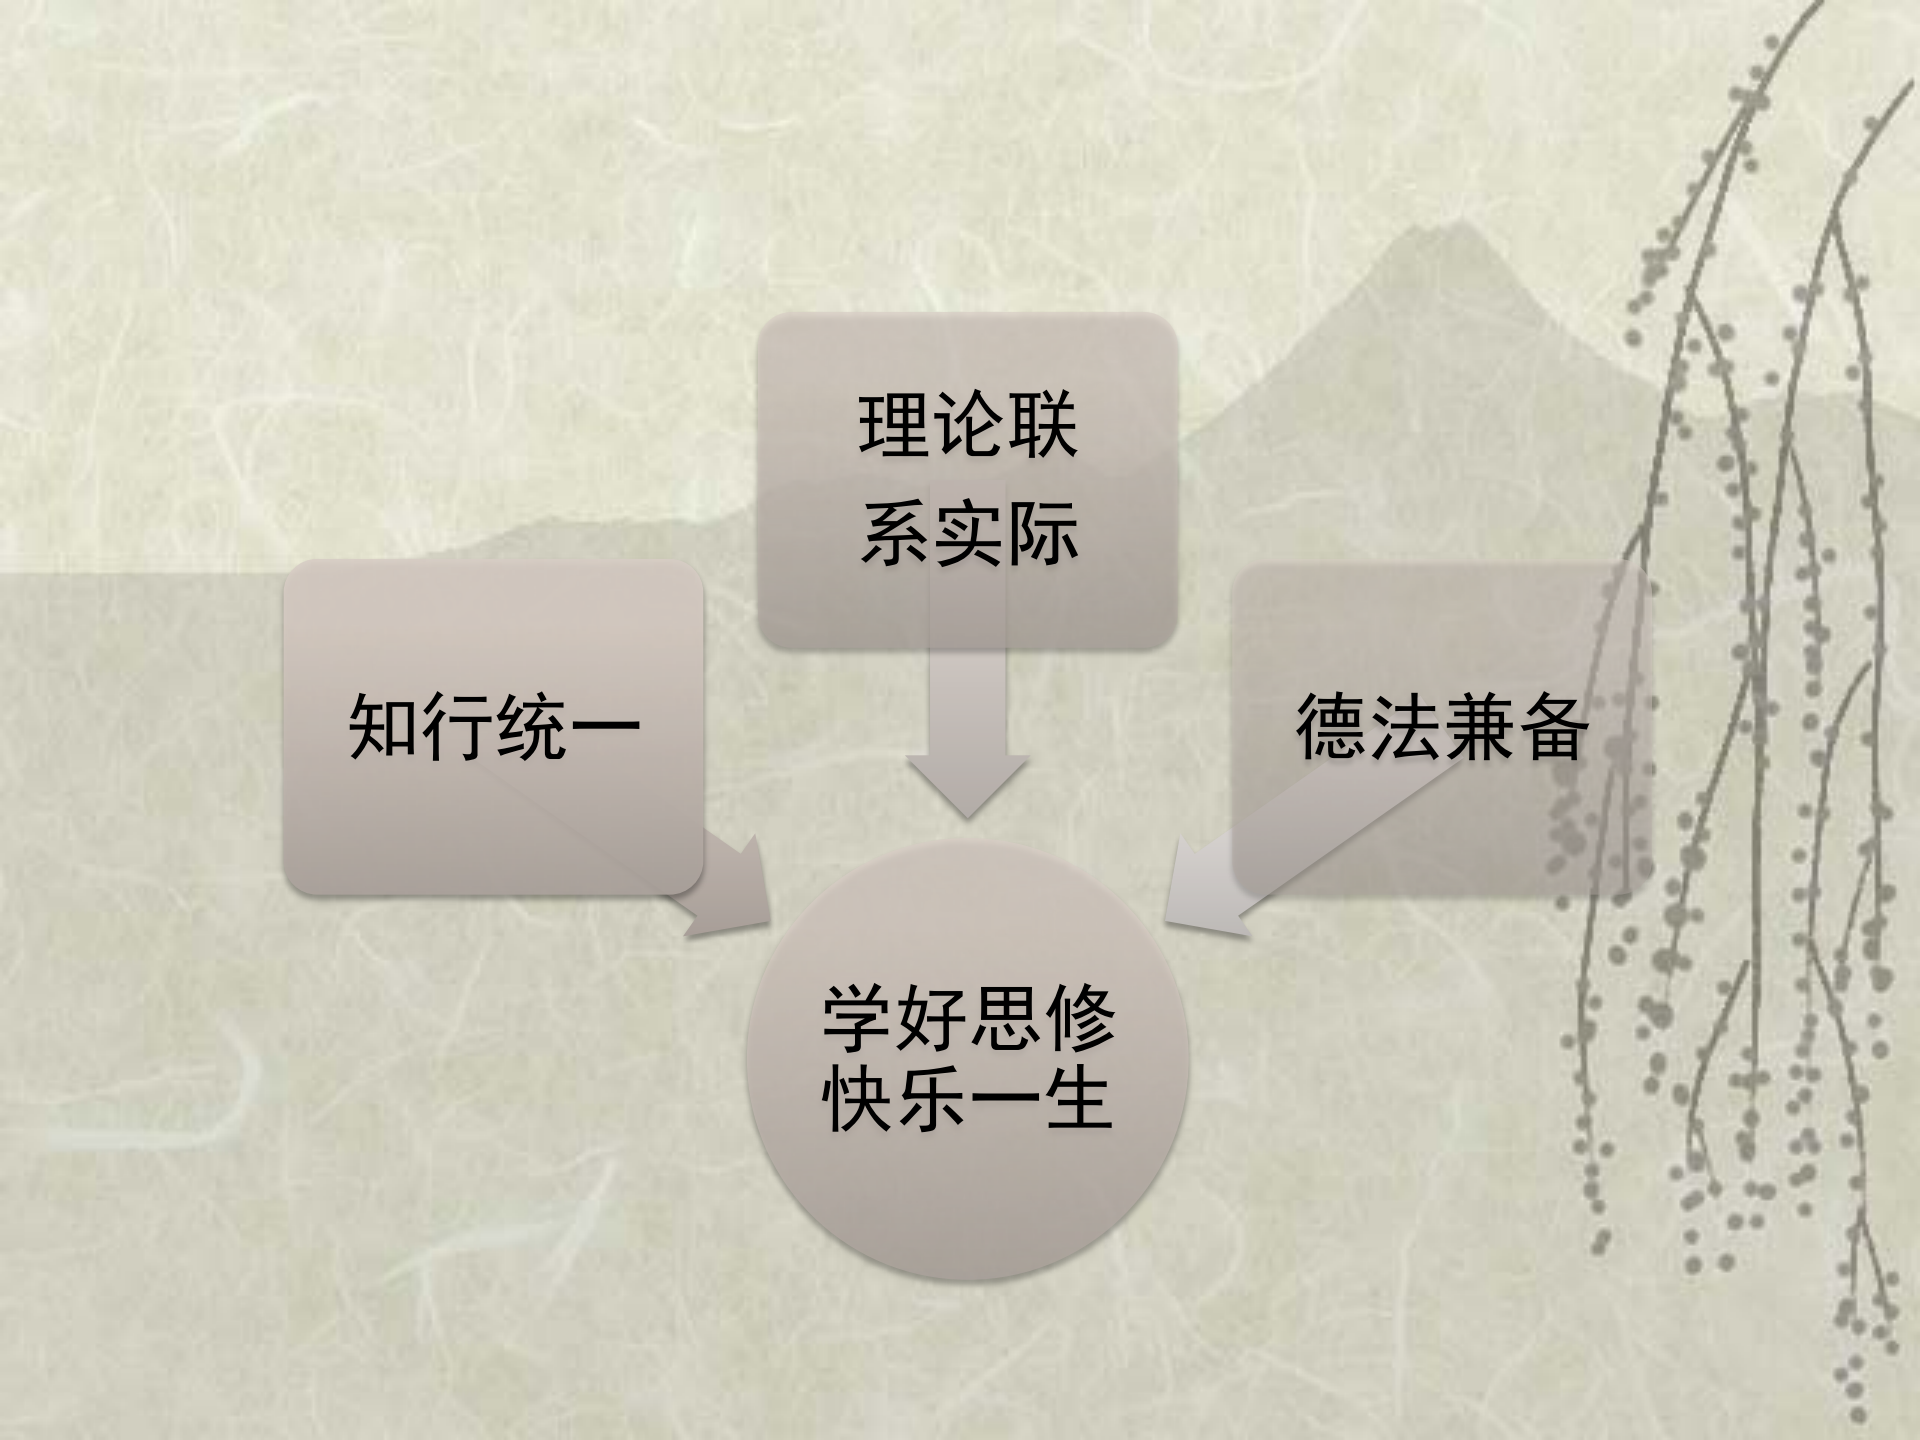 理论联
系实际
知行统一
德法兼备
学好思修
快乐一生